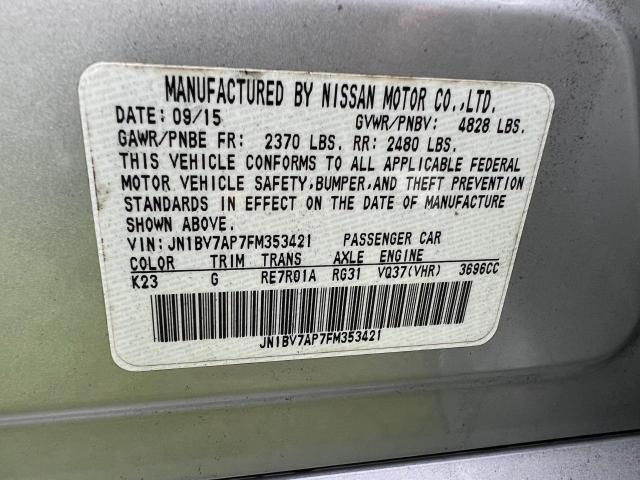 MANUFACTURED BY NISSAN MOTOR CO.,LTD.
DATE: 09/15 GVWR/PNBV: 4828 LBS.
GAWR/PNBE FR: 2370 LBS. RR: 2480 LBS.
THIS VEHICLE CONFORMS TO ALL APPLICABLE FEDERAL
MOTOR VEHICLE SAFETY,BUMPER,AND THEFT PREVENTION
STANDARDS IN EFFECT ON THE DATE OF MANUFACTURE
SHOWN ABOVE.
VIN: JN1BV7AP7FM353421 PASSENGER CAR
COLOR TRIM TRANS AXLE ENGINE
K23 G RE7R01A RG31 VQ37(VHR) 3696CC
JN1BV7AP7FM353421